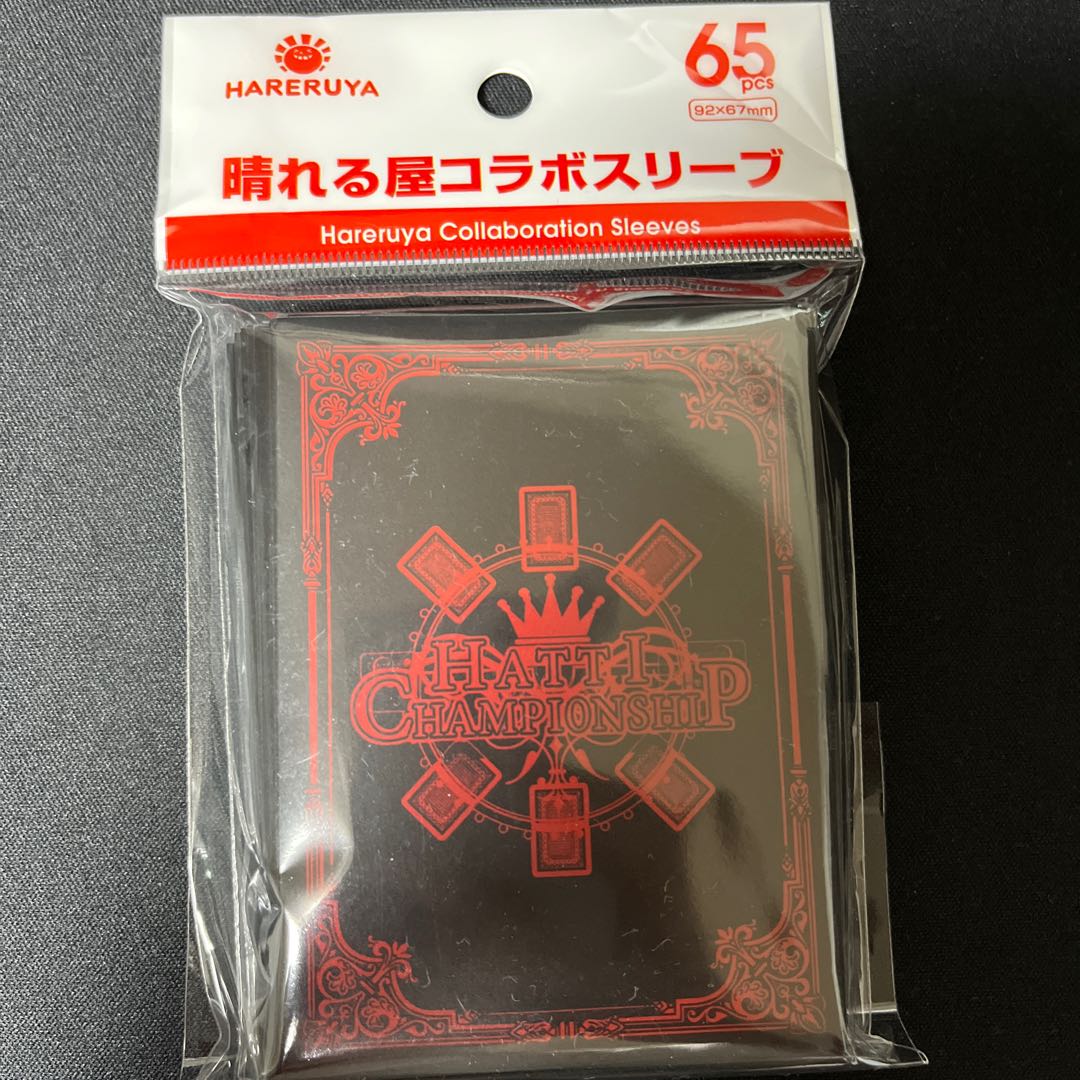 HARERUYA
65
pcs
92×67mm
晴れる屋コラボスリーブ
Hareruya Collaboration Sleeves
HATTI
CHAMPIONSHIP